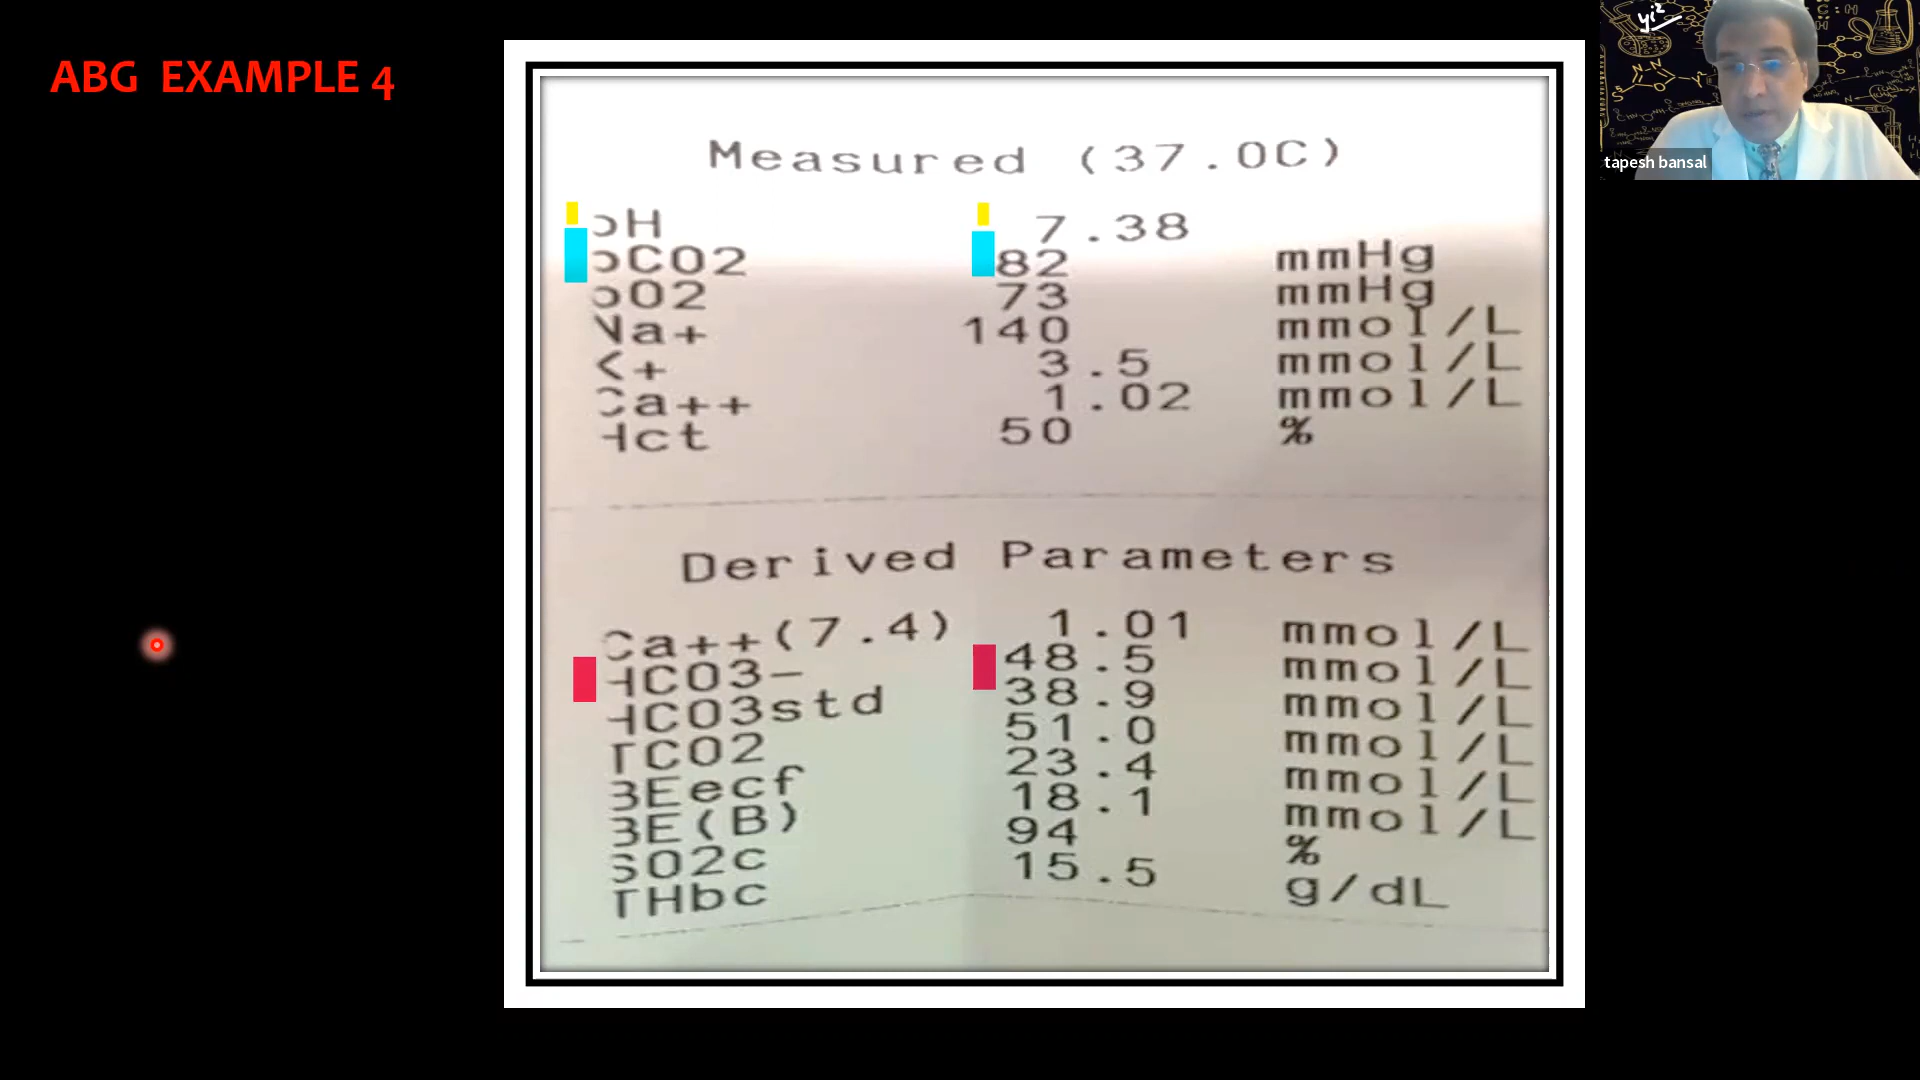 ABG EXAMPLE 4
Measured (37.0C)
pH 7.38
pCO2 82 mmHg
pO2 73 mmHg
Na+ 140 mmol/L
K+ 3.5 mmol/L
Ca++ 1.02 mmol/L
Hct 50 %
Derived Parameters
Ca++(7.4) 1.01 mmol/L
HCO3- 48.5 mmol/L
HCO3std 38.9 mmol/L
TCO2 51.0 mmol/L
BEecf 23.4 mmol/L
BE(B) 18.1 mmol/L
SO2c 94 %
THbc 15.5 g/dL
tapesh bansal